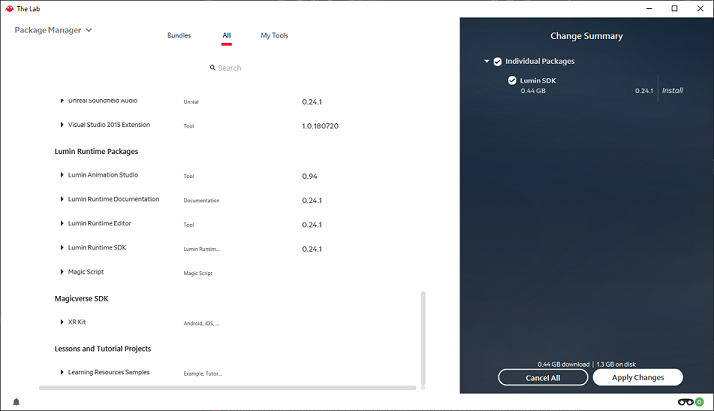 The Lab
Package Manager
Bundles
All
My Tools
Search
Unreal Soundfield Audio Unreal 0.24.1
Visual Studio 2015 Extension Tool 1.0.180720
Lumin Runtime Packages
Lumin Animation Studio Tool 0.94
Lumin Runtime Documentation Documentation 0.24.1
Lumin Runtime Editor Tool 0.24.1
Lumin Runtime SDK Lumin Runtim... 0.24.1
Magic Script Magic Script
Magicverse SDK
XR Kit Android, iOS, ...
Lessons and Tutorial Projects
Learning Resources Samples Example, Tutor...
Change Summary
Individual Packages
Lumin SDK
0.44 GB 0.24.1 Install
0.44 GB download | 1.3 GB on disk
Cancel All
Apply Changes
0